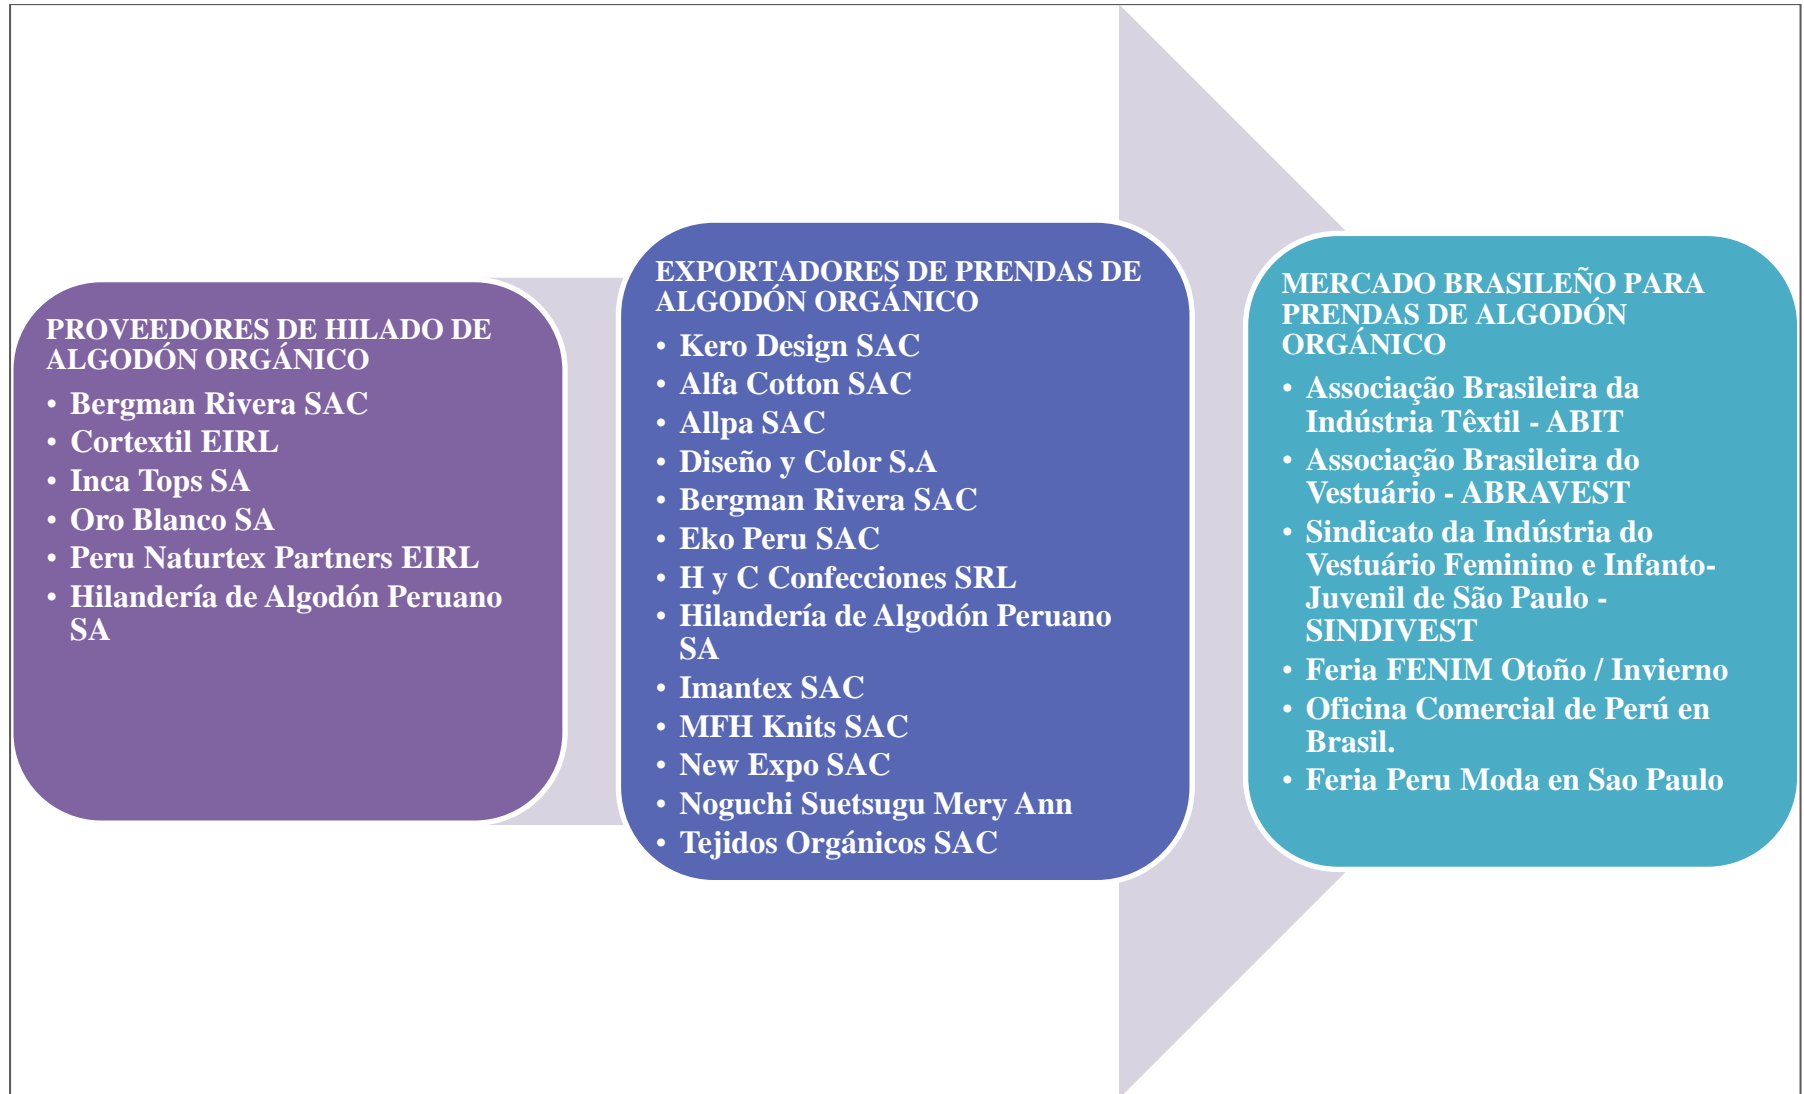 PROVEEDORES DE HILADO DE
ALGODÓN ORGÁNICO
• Bergman Rivera SAC
• Cortextil EIRL
• Inca Tops SA
• Oro Blanco SA
• Peru Naturtex Partners EIRL
• Hilandería de Algodón Peruano
SA
EXPORTADORES DE PRENDAS DE
ALGODÓN ORGÁNICO
• Kero Design SAC
• Alfa Cotton SAC
• Allpa SAC
• Diseño y Color S.A
• Bergman Rivera SAC
• Eko Peru SAC
• H y C Confecciones SRL
• Hilandería de Algodón Peruano
SA
• Imantex SAC
• MFH Knits SAC
• New Expo SAC
• Noguchi Suetsugu Mery Ann
• Tejidos Orgánicos SAC
MERCADO BRASILEÑO PARA
PRENDAS DE ALGODÓN
ORGÁNICO
• Associação Brasileira da
Indústria Têxtil - ABIT
• Associação Brasileira do
Vestuário - ABRAVEST
• Sindicato da Indústria do
Vestuário Feminino e Infanto-
Juvenil de São Paulo -
SINDIVEST
• Feria FENIM Otoño / Invierno
• Oficina Comercial de Perú en
Brasil.
• Feria Peru Moda en Sao Paulo